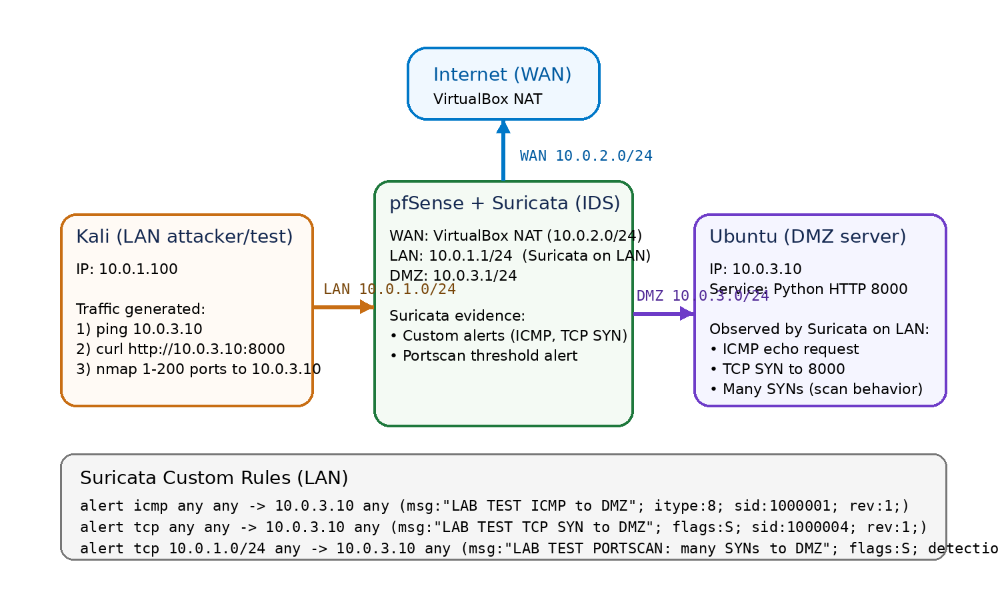 Internet (WAN)
VirtualBox NAT
WAN 10.0.2.0/24
pfSense + Suricata (IDS)
WAN: VirtualBox NAT (10.0.2.0/24)
LAN: 10.0.1.1/24  (Suricata on LAN)
DMZ: 10.0.3.1/24
Suricata evidence:
• Custom alerts (ICMP, TCP SYN)
• Portscan threshold alert
Kali (LAN attacker/test)
IP: 10.0.1.100
Traffic generated:
1) ping 10.0.3.10
2) curl http://10.0.3.10:8000
3) nmap 1-200 ports to 10.0.3.10
LAN 10.0.1.0/24
DMZ 10.0.3.0/24
Ubuntu (DMZ server)
IP: 10.0.3.10
Service: Python HTTP 8000
Observed by Suricata on LAN:
• ICMP echo request
• TCP SYN to 8000
• Many SYNs (scan behavior)
Suricata Custom Rules (LAN)
alert icmp any any -> 10.0.3.10 any (msg:"LAB TEST ICMP to DMZ"; itype:8; sid:1000001; rev:1;)
alert tcp any any -> 10.0.3.10 any (msg:"LAB TEST TCP SYN to DMZ"; flags:S; sid:1000004; rev:1;)
alert tcp 10.0.1.0/24 any -> 10.0.3.10 any (msg:"LAB TEST PORTSCAN: many SYNs to DMZ"; flags:S; detectio